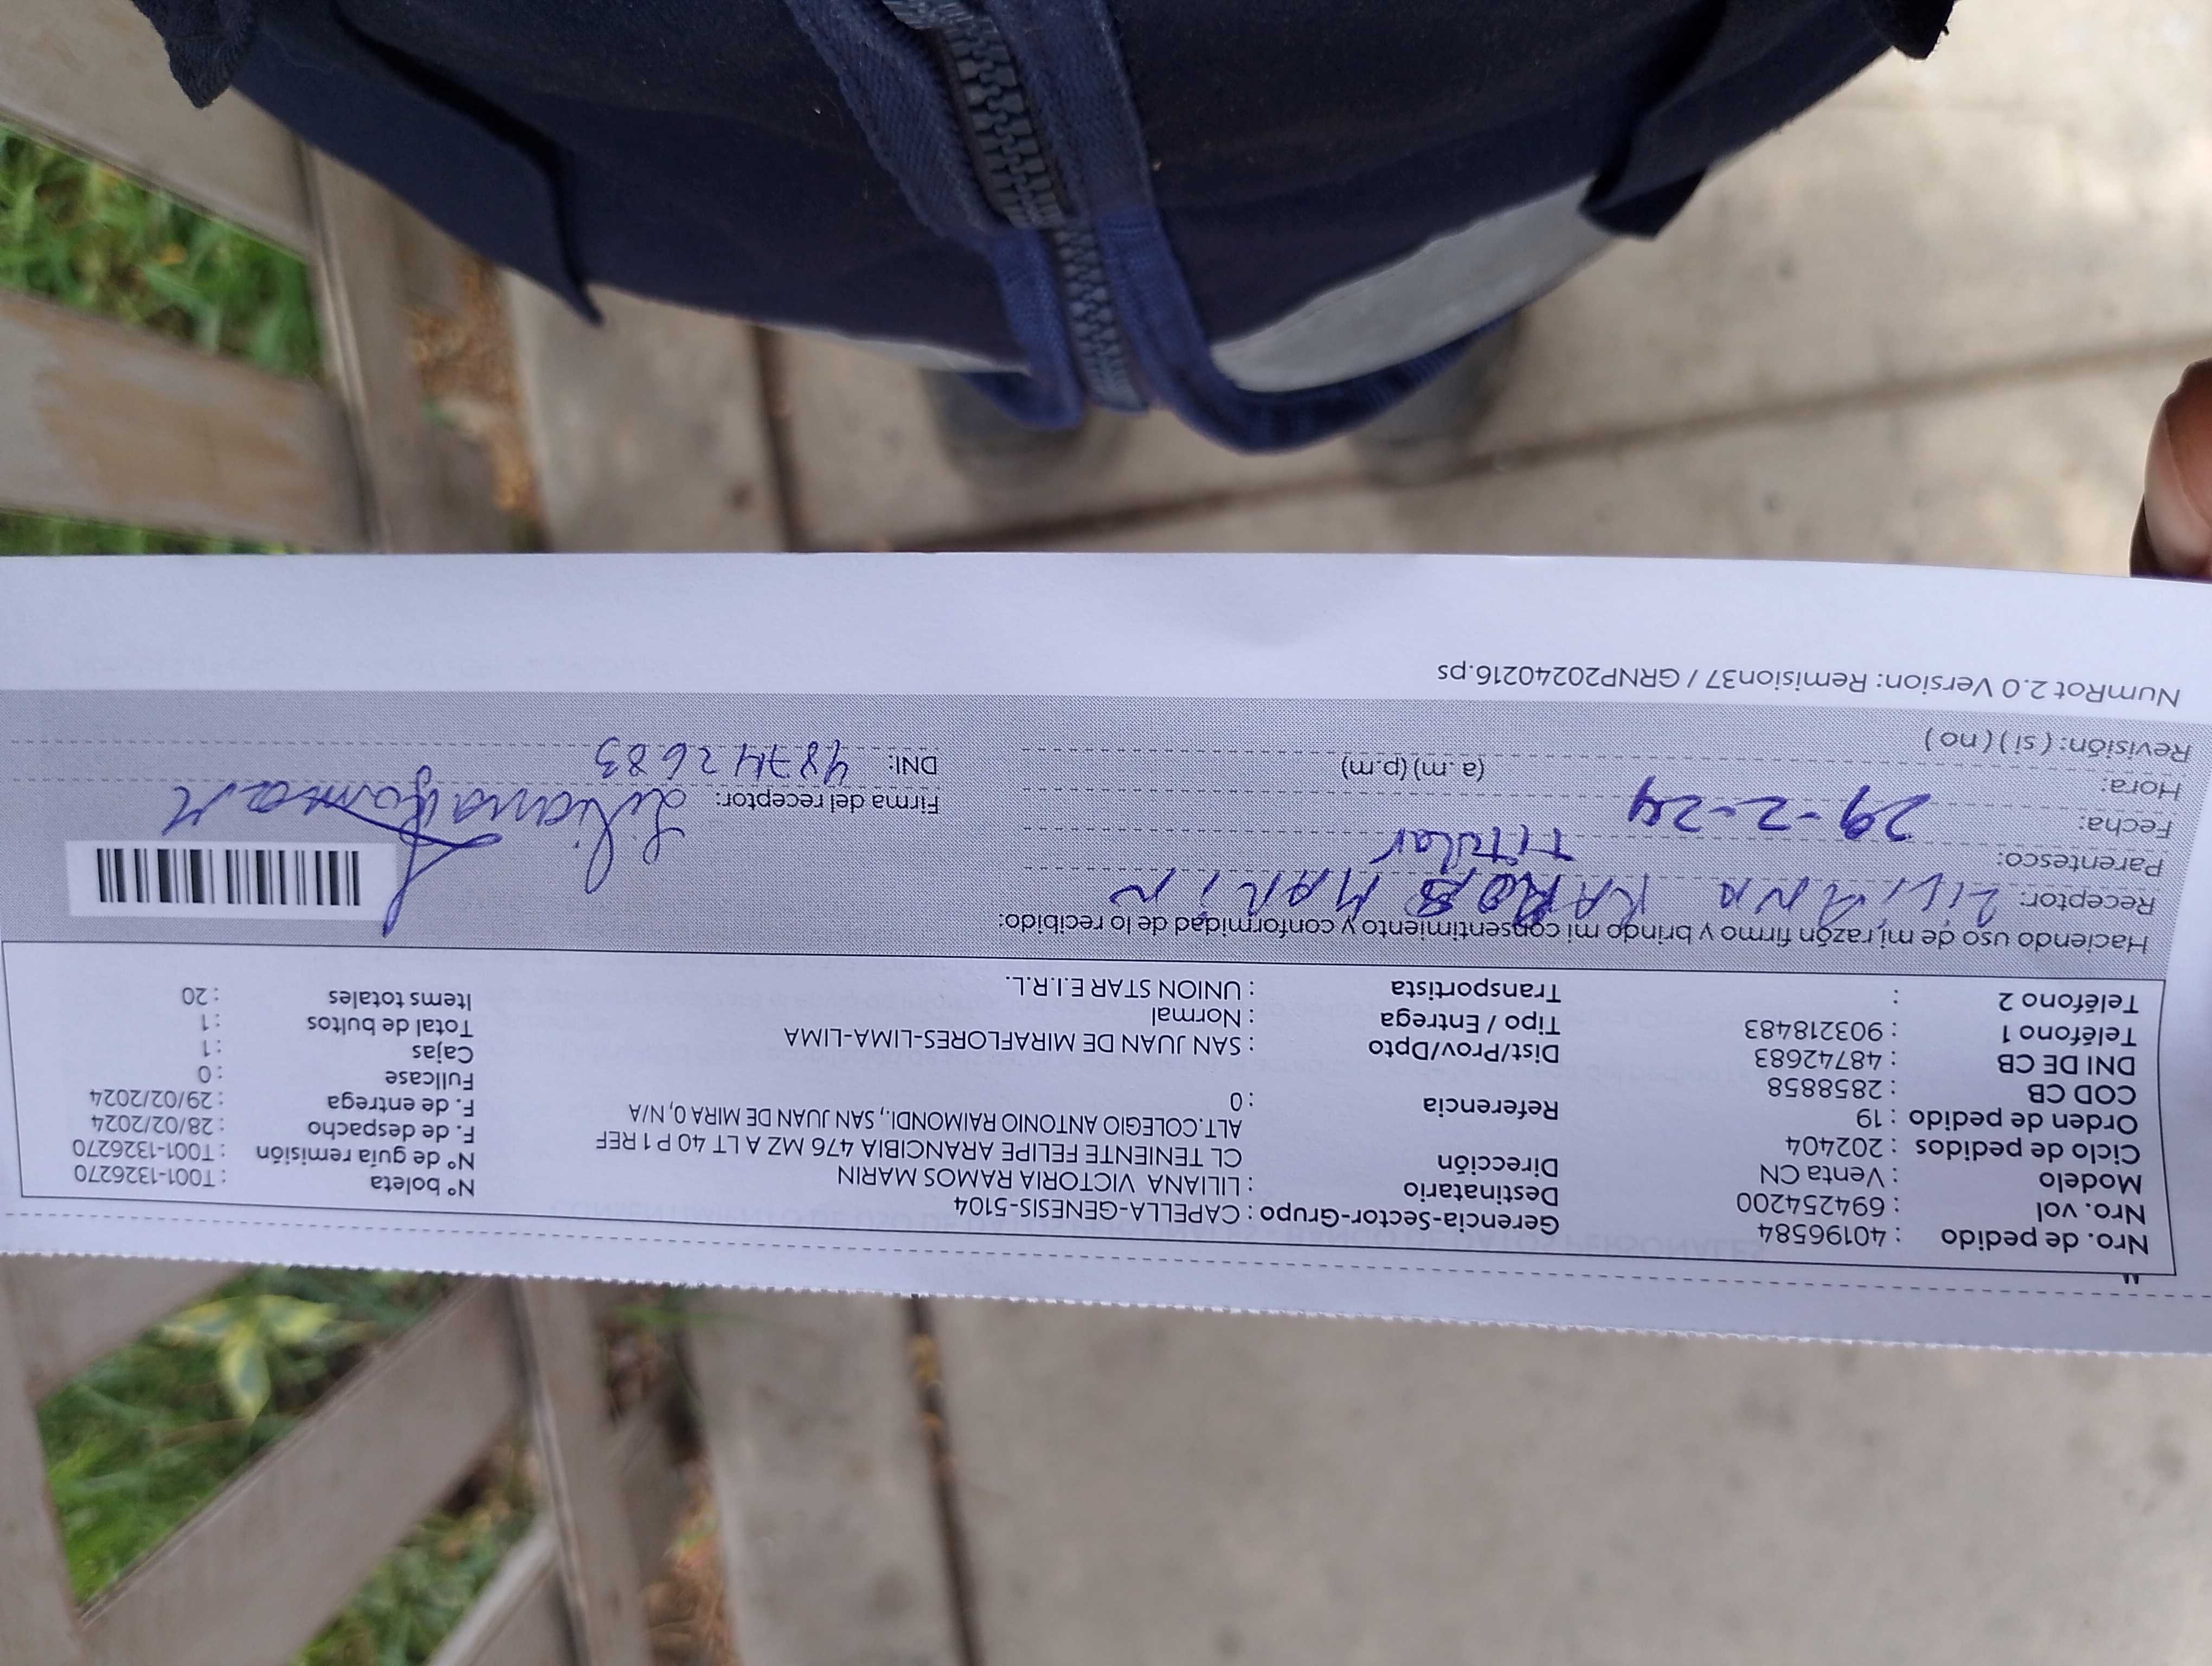 Nro. de pedido : 40196584
Nro. vol : 694254200
Modelo : Venta CN
Ciclo de pedidos : 202404
Orden de pedido : 19
COD CB : 2858858
DNI DE CB : 48742683
Teléfono 1 : 903218483
Teléfono 2 :
Gerencia-Sector-Grupo : CAPELLA-GENESIS-5104
Destinatario : LILIANA VICTORIA RAMOS MARIN
Dirección CL TENIENTE FELIPE ARANCIBIA 476 MZ A LT 40 P 1 REF
ALT.COLEGIO ANTONIO RAIMONDI., SAN JUAN DE MIRA 0, N/A
Referencia : 0
Dist/Prov/Dpto : SAN JUAN DE MIRAFLORES-LIMA-LIMA
Tipo / Entrega : Normal
Transportista : UNION STAR E.I.R.L.
N° boleta : T001-1326270
N° de guía remisión : T001-1326270
F. de despacho : 28/02/2024
F. de entrega : 29/02/2024
Fullcase : 0
Cajas : 1
Total de bultos : 1
Items totales : 20
Haciendo uso de mi razón firmo y brindo mi consentimiento y conformidad de lo recibido:
Receptor: LILIANA RAMOS MARIN
Parentesco: Titular
Fecha: 29-2-24
Hora: (a.m) (p.m)
Revisión: ( si ) ( no )
Firma del receptor: Liliana Ramos M
DNI: 48742683
NumRot 2.0 Version: Remision37 / GRNP20240216.ps